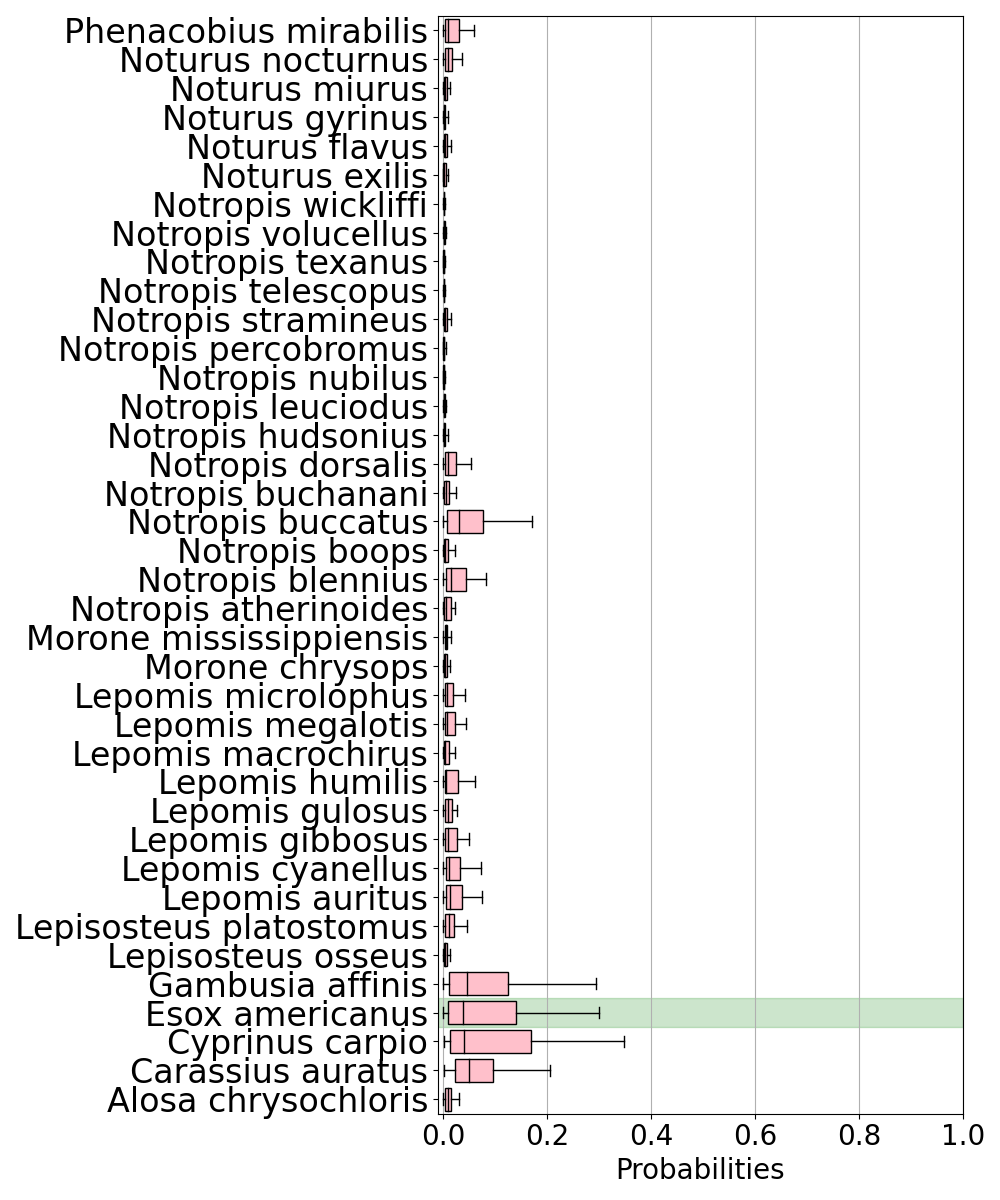 Phenacobius mirabilis
Noturus nocturnus
Noturus miurus
Noturus gyrinus
Noturus flavus
Noturus exilis
Notropis wickliffi
Notropis volucellus
Notropis texanus
Notropis telescopus
Notropis stramineus
Notropis percobromus
Notropis nubilus
Notropis leuciodus
Notropis hudsonius
Notropis dorsalis
Notropis buchanani
Notropis buccatus
Notropis boops
Notropis blennius
Notropis atherinoides
Morone mississippiensis
Morone chrysops
Lepomis microlophus
Lepomis megalotis
Lepomis macrochirus
Lepomis humilis
Lepomis gulosus
Lepomis gibbosus
Lepomis cyanellus
Lepomis auritus
Lepisosteus platostomus
Lepisosteus osseus
Gambusia affinis
Esox americanus
Cyprinus carpio
Carassius auratus
Alosa chrysochloris
0.0 0.2 0.4 0.6 0.8 1.0
Probabilities